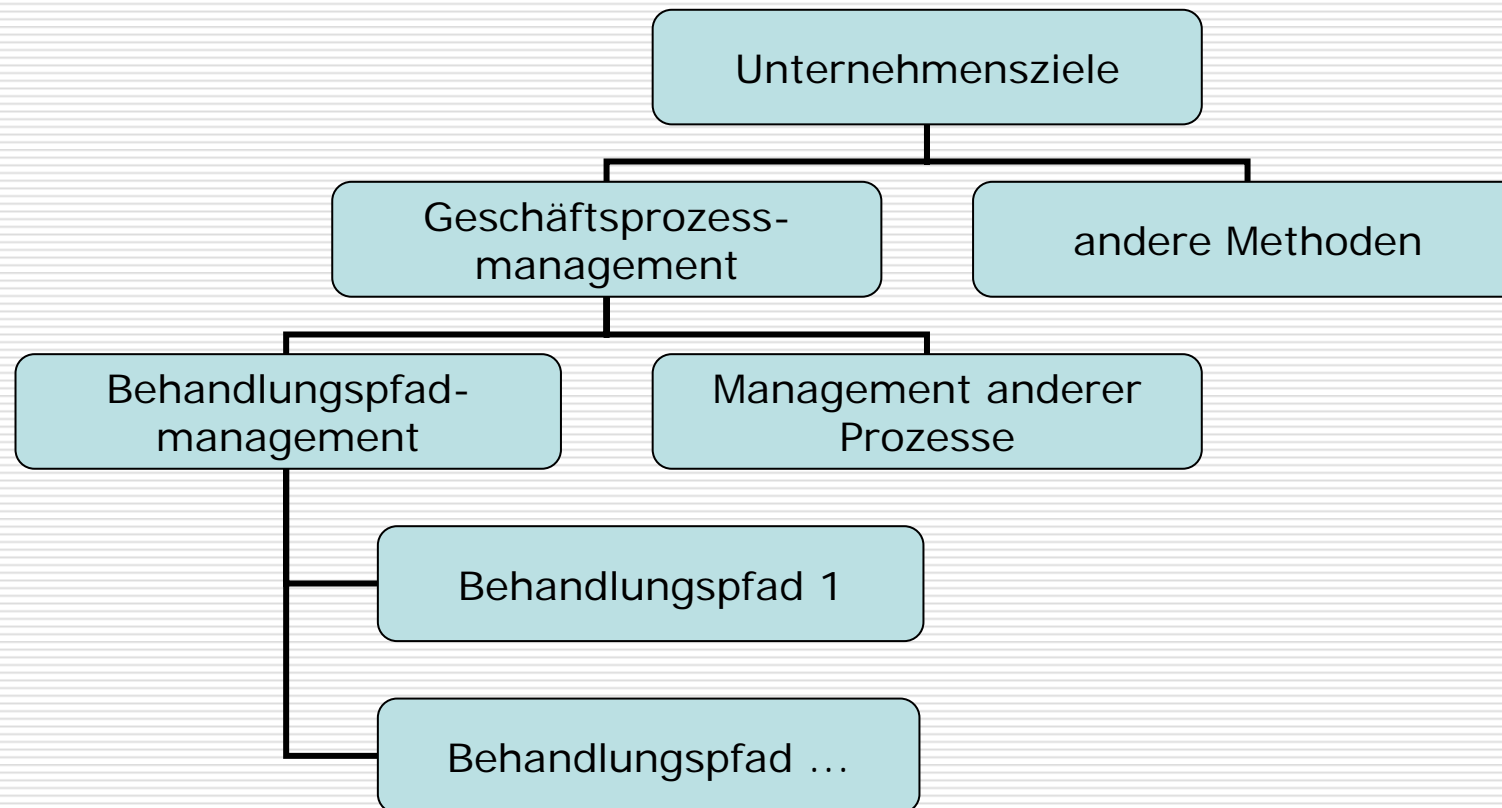 Unternehmensziele
Geschäftsprozess-
management
andere Methoden
Behandlungspfad-
management
Management anderer
Prozesse
Behandlungspfad 1
Behandlungspfad ...